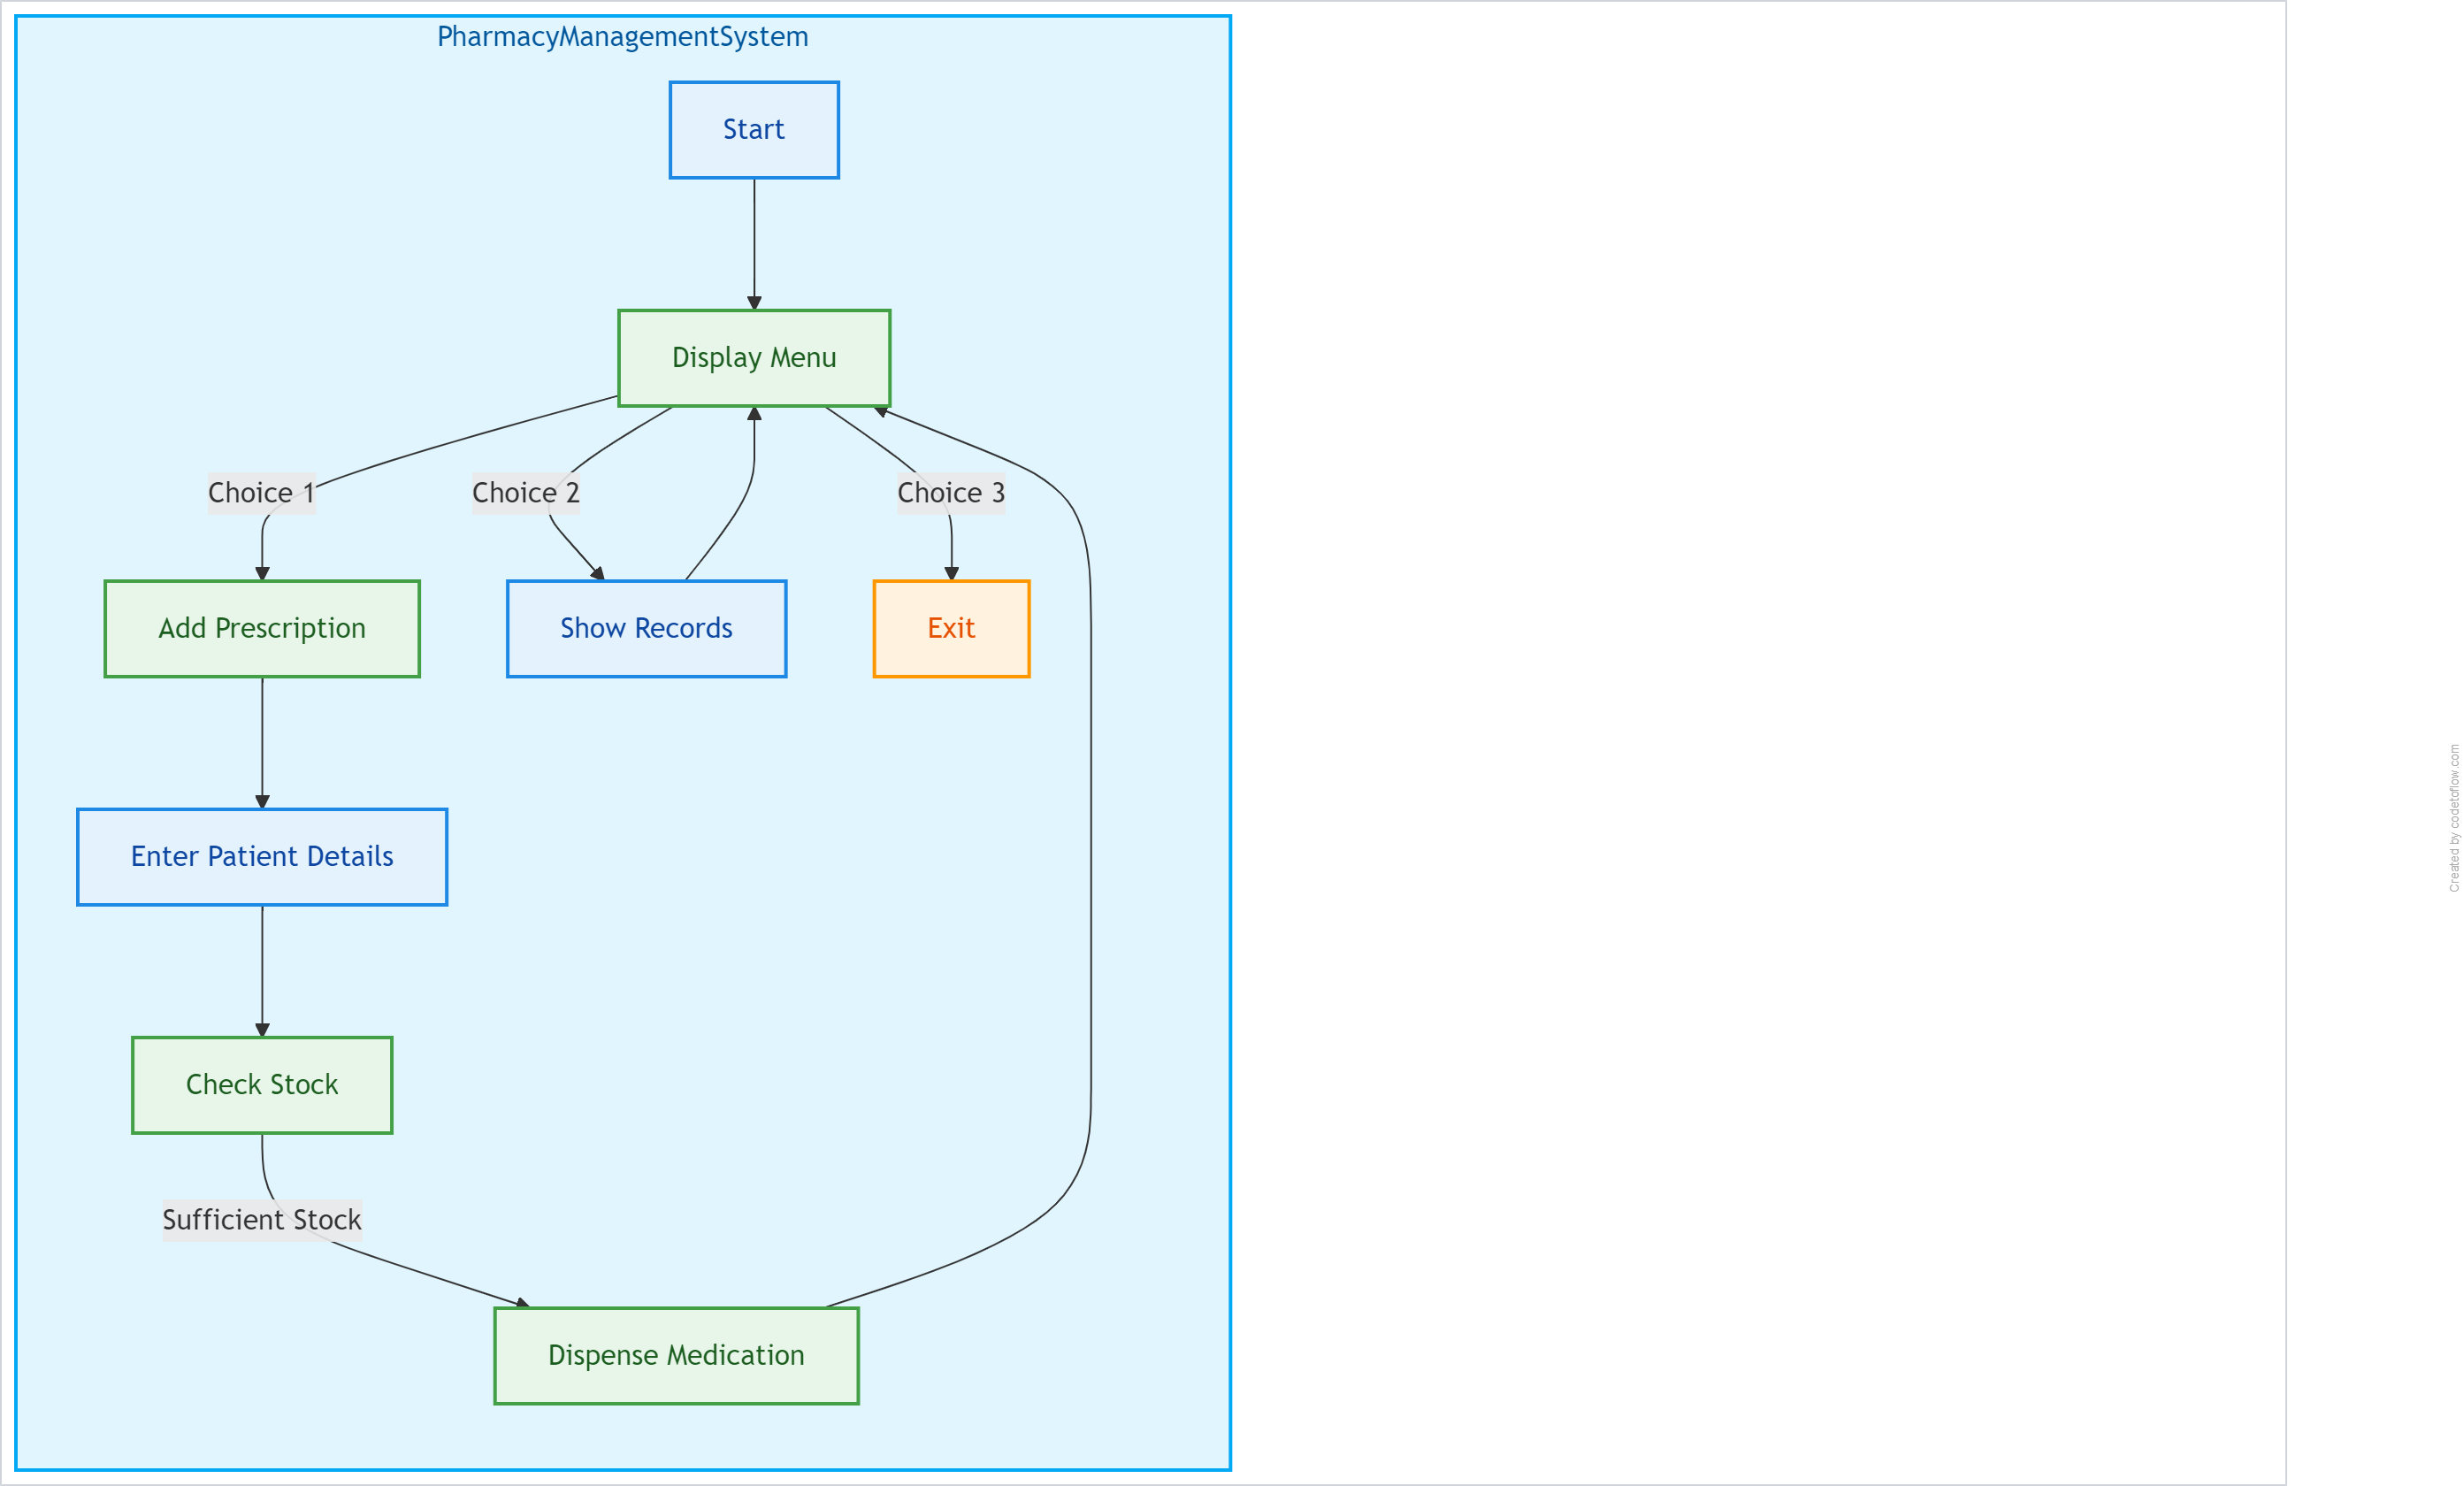 PharmacyManagementSystem
Start
Display Menu
Choice 1
Choice 2
Choice 3
Add Prescription
Show Records
Exit
Enter Patient Details
Check Stock
Sufficient Stock
Dispense Medication
Created by codetoflow.com